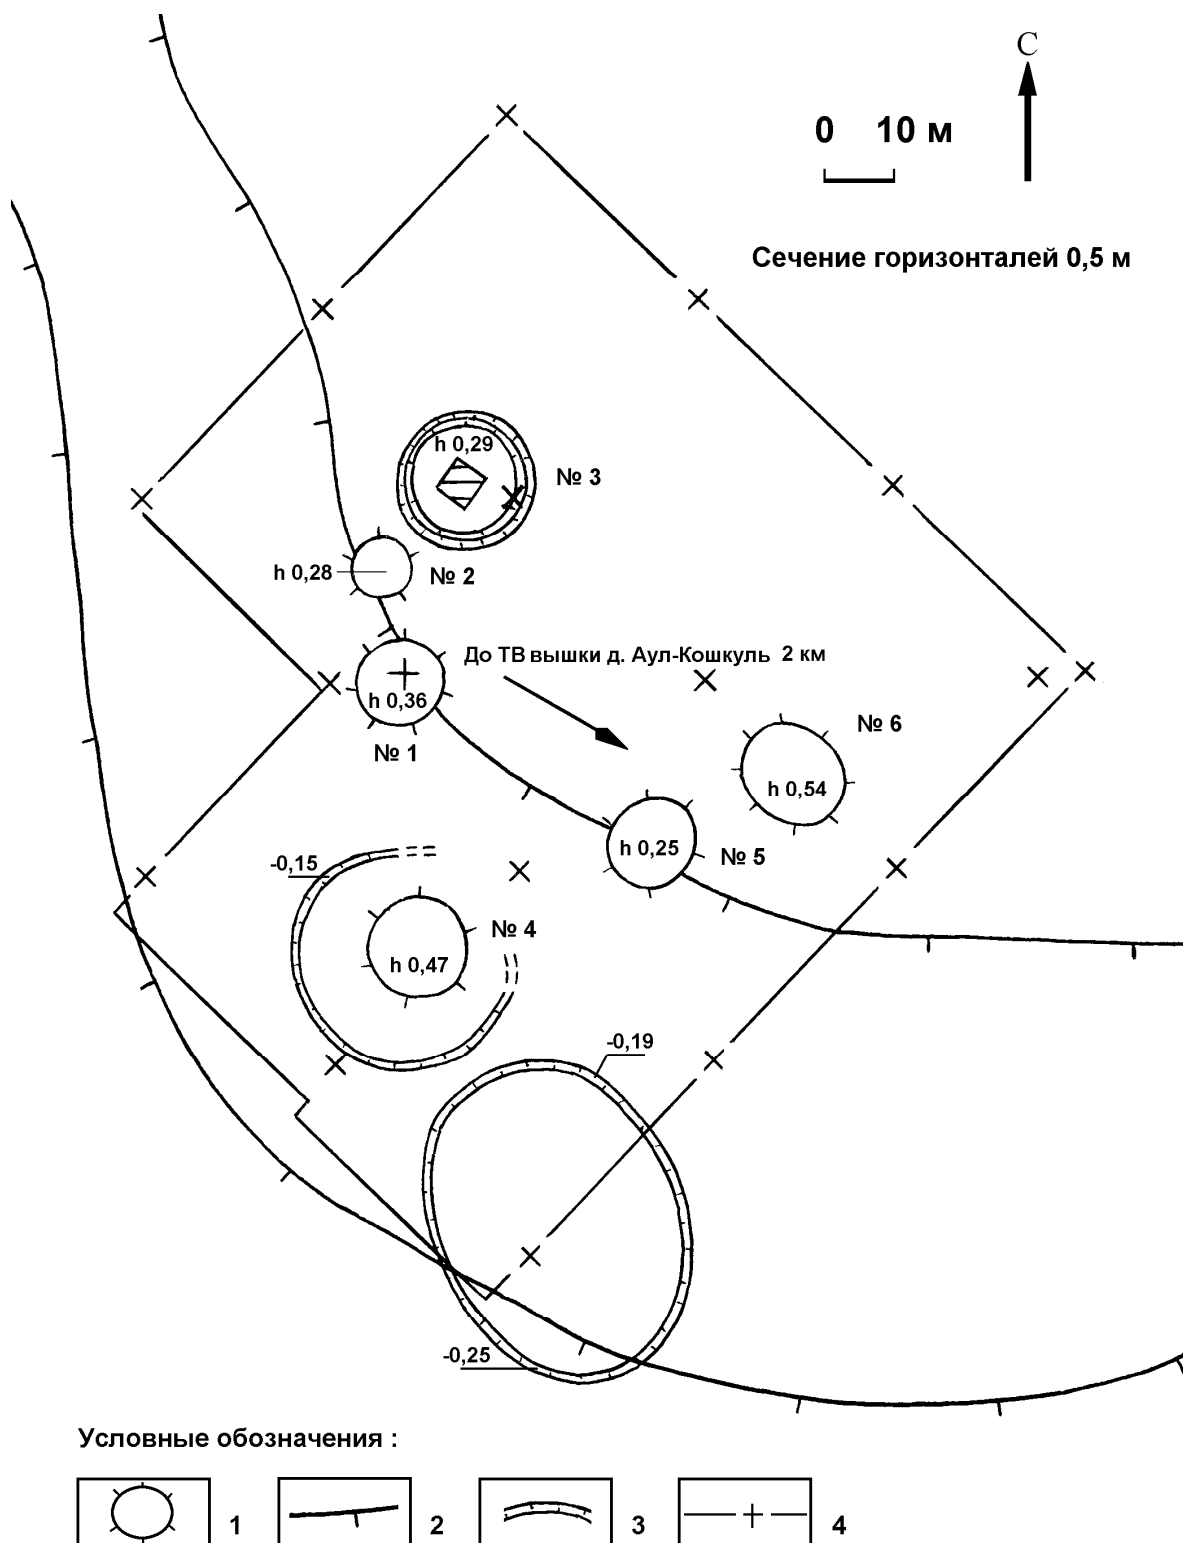 С
0 10 м
Сечение горизонталей 0,5 м
h 0,29
№ 3
h 0,28
№ 2
До ТВ вышки д. Аул-Кошкуль 2 км
h 0,36
№ 1
№ 6
h 0,54
h 0,25
№ 5
-0,15
№ 4
h 0,47
-0,19
-0,25
Условные обозначения :
1 2 3 4